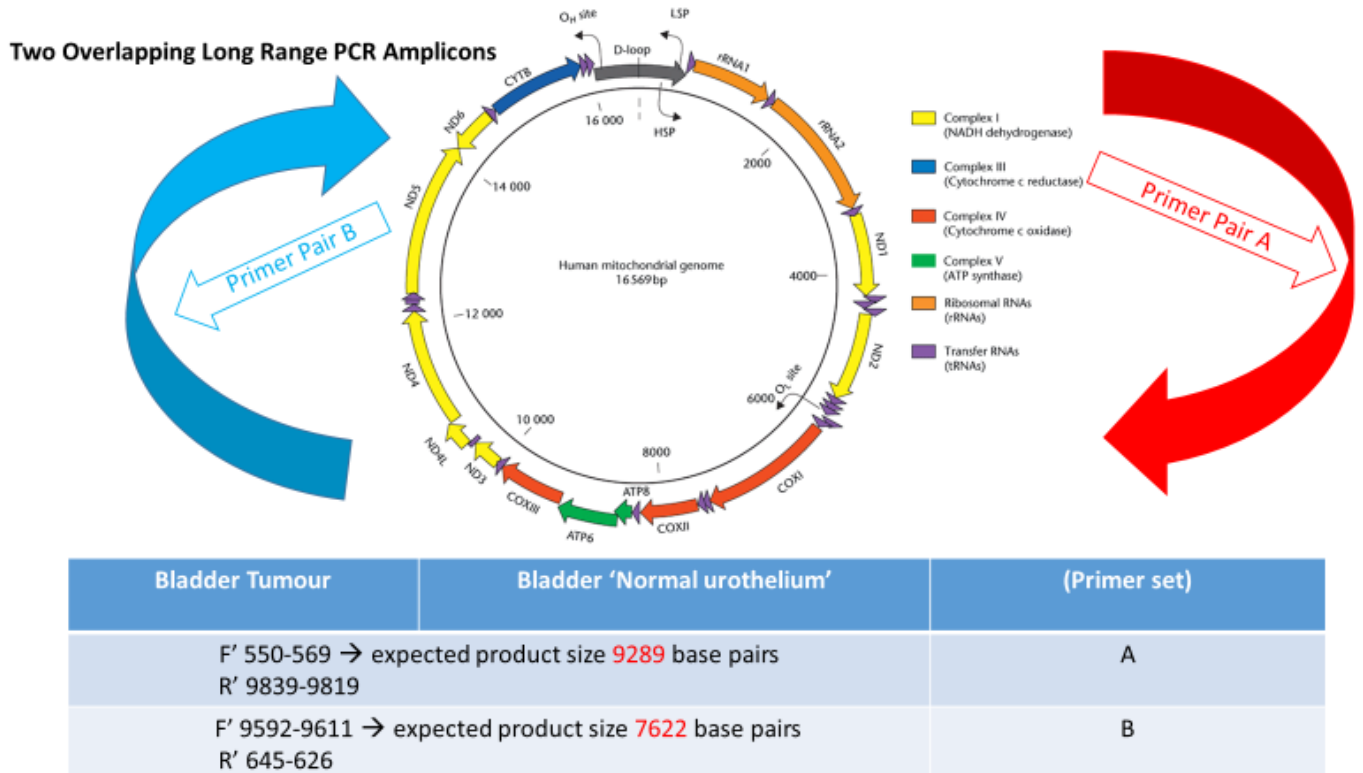 Two Overlapping Long Range PCR Amplicons
O_H site
LSP
D-loop
CYTB
rRNA1
ND6
16 000
HSP
rRNA2
2000
14 000
ND5
ND1
Human mitochondrial genome
16569bp
4000
12 000
ND2
ND4
O_L site
6000
10 000
8000
COXI
ND4L
ND3
COXIII
ATP8
ATP6
COXII
Primer Pair B
Primer Pair A
Complex I
(NADH dehydrogenase)
Complex III
(Cytochrome c reductase)
Complex IV
(Cytochrome c oxidase)
Complex V
(ATP synthase)
Ribosomal RNAs
(rRNAs)
Transfer RNAs
(tRNAs)
Bladder Tumour
Bladder ‘Normal urothelium’
(Primer set)
F’ 550-569 → expected product size 9289 base pairs
R’ 9839-9819
A
F’ 9592-9611 → expected product size 7622 base pairs
R’ 645-626
B